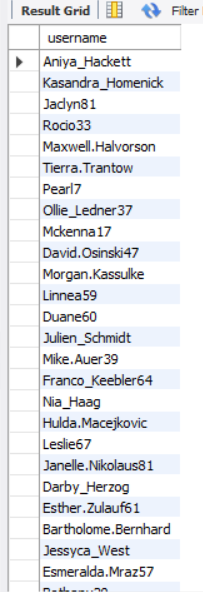 Result Grid Filter
username
Aniya_Hackett
Kasandra_Homenick
Jaclyn81
Rocio33
Maxwell.Halvorson
Tierra.Trantow
Pearl7
Ollie_Ledner37
Mckenna17
David.Osinski47
Morgan.Kassulke
Linnea59
Duane60
Julien_Schmidt
Mike.Auer39
Franco_Keebler64
Nia_Haag
Hulda.Macejkovic
Leslie67
Janelle.Nikolaus81
Darby_Herzog
Esther.Zulauf61
Bartholome.Bernhard
Jessyca_West
Esmeralda.Mraz57